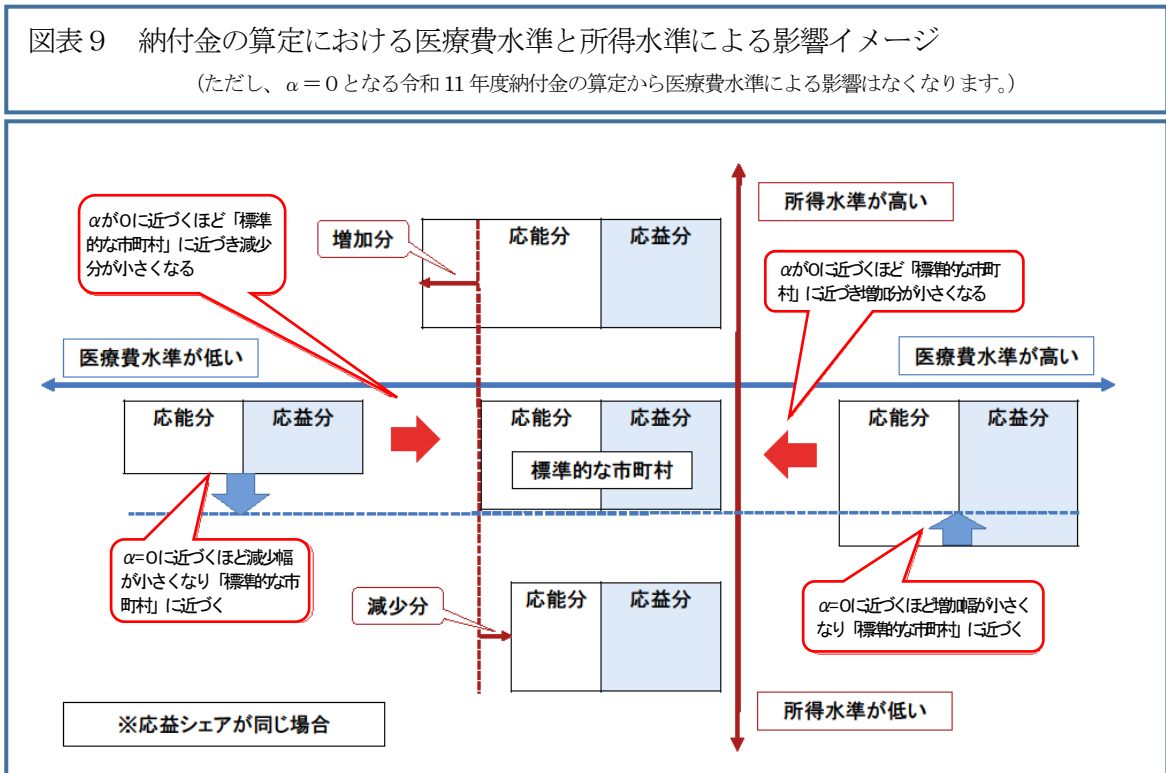 図表９　納付金の算定における医療費水準と所得水準による影響イメージ
（ただし、α＝０となる令和 11 年度納付金の算定から医療費水準による影響はなくなります。）
所得水準が高い
αが0に近づくほど「標準
的な市町村」に近づき減少
分が小さくなる
増加分
応能分
応益分
αが0に近づくほど「標準的な市町
村」に近づき増加分が小さくなる
医療費水準が低い
医療費水準が高い
応能分
応益分
応能分
応益分
標準的な市町村
応能分
応益分
α=0に近づくほど減少幅
が小さくなり「標準的な市
町村」に近づく
減少分
応能分
応益分
α=0に近づくほど増加幅が小さく
なり「標準的な市町村」に近づく
※応益シェアが同じ場合
所得水準が低い